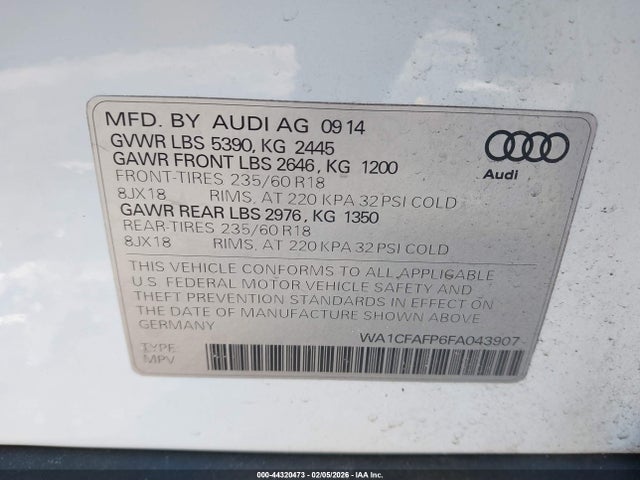 MFD. BY AUDI AG 09 14
GVWR LBS 5390, KG 2445
GAWR FRONT LBS 2646, KG 1200
FRONT-TIRES 235/60 R18
8JX18 RIMS, AT 220 KPA 32 PSI COLD
GAWR REAR LBS 2976, KG 1350
REAR-TIRES 235/60 R18
8JX18 RIMS, AT 220 KPA 32 PSI COLD
Audi
THIS VEHICLE CONFORMS TO ALL APPLICABLE
U.S. FEDERAL MOTOR VEHICLE SAFETY AND
THEFT PREVENTION STANDARDS IN EFFECT ON
THE DATE OF MANUFACTURE SHOWN ABOVE
GERMANY
WA1CFAFP6FA043907
TYPE:
MPV
000-44320473 - 02/05/2026 - IAA Inc.